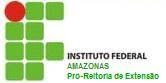 INSTITUTO FEDERAL
AMAZONAS
Pró-Reitoria de Extensão